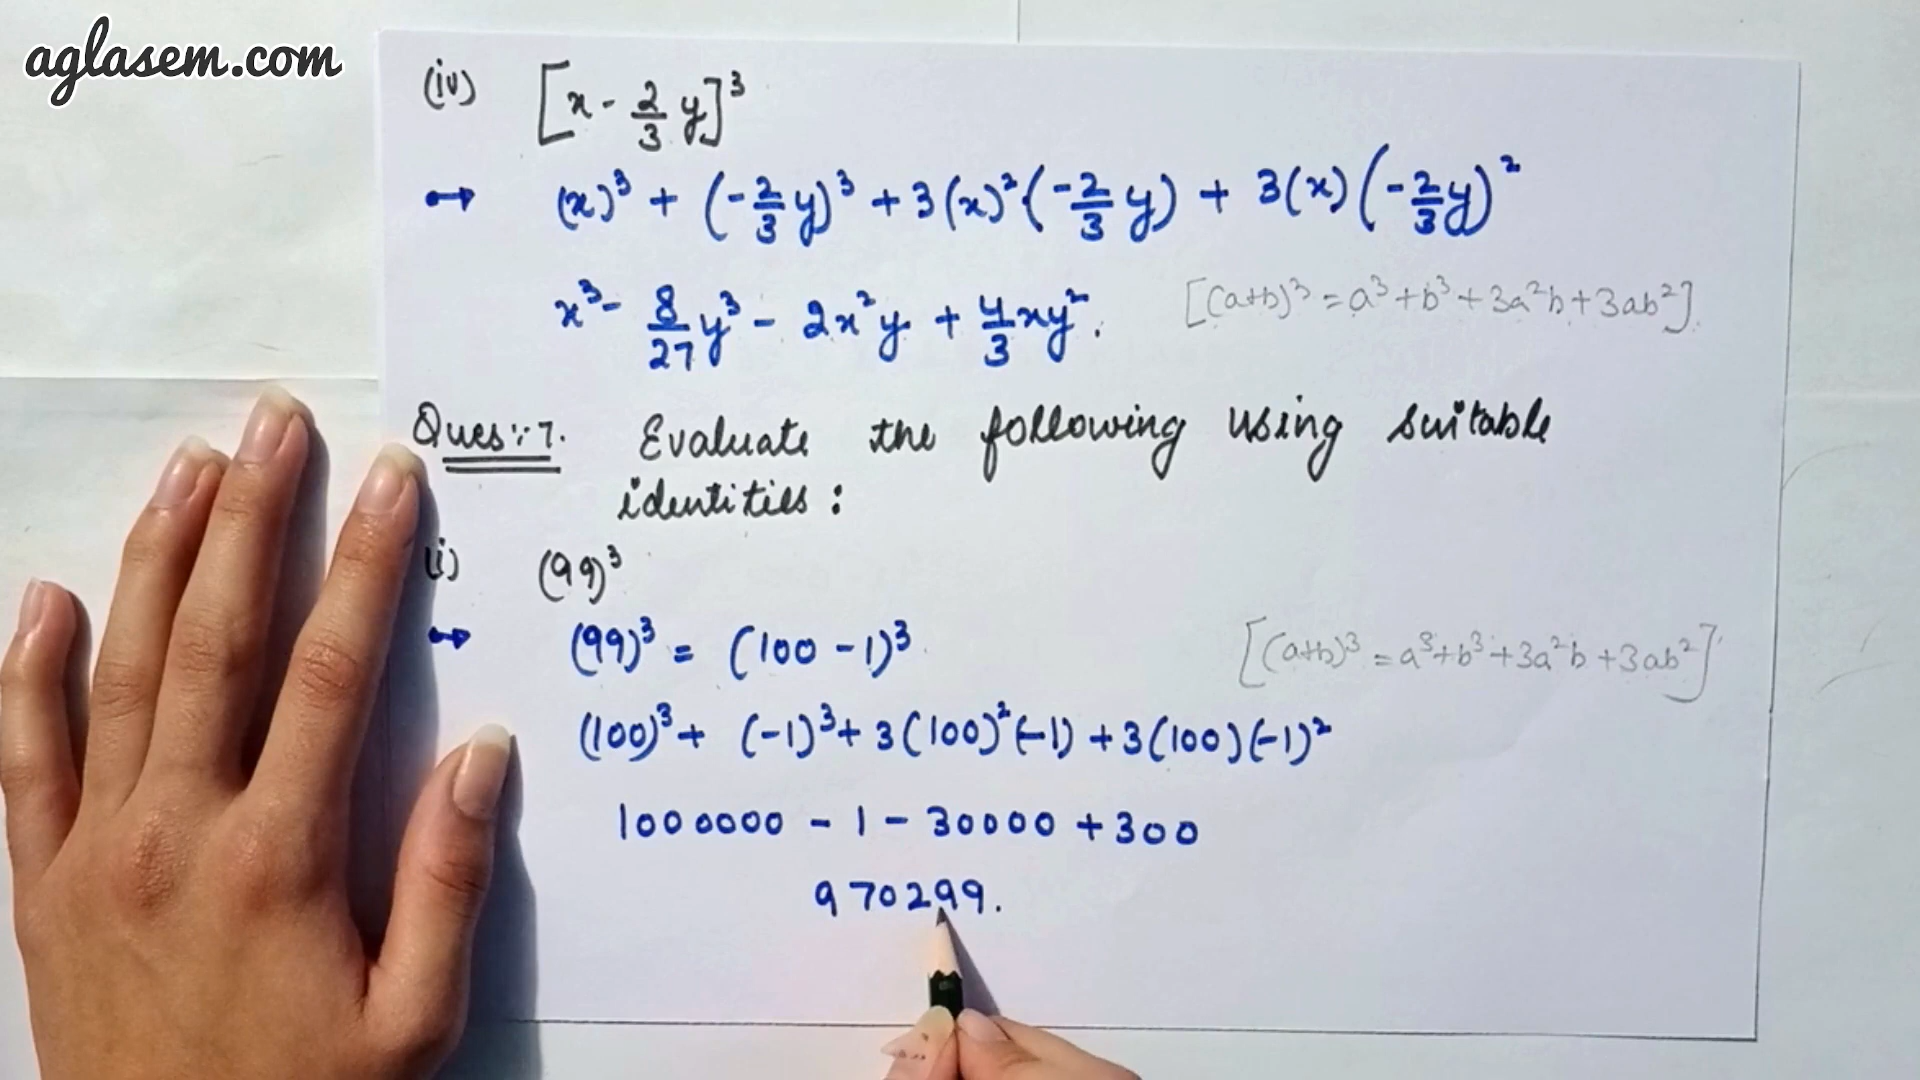 aglasem.com
(iv) [x - 2/3 y]³
(x)³ + (-2/3 y)³ + 3(x)²(-2/3 y) + 3(x)(-2/3 y)²
x³ - 8/27 y³ - 2x²y + 4/3 xy². [(a+b)³ = a³+b³+3a²b+3ab²]
Ques:-7. Evaluate the following using suitable
identities:
(i) (99)³
(99)³ = (100 - 1)³ [(a+b)³ = a³+b³+3a²b+3ab²]
(100)³ + (-1)³ + 3(100)²(-1) + 3(100)(-1)²
1000000 - 1 - 30000 + 300
970299.